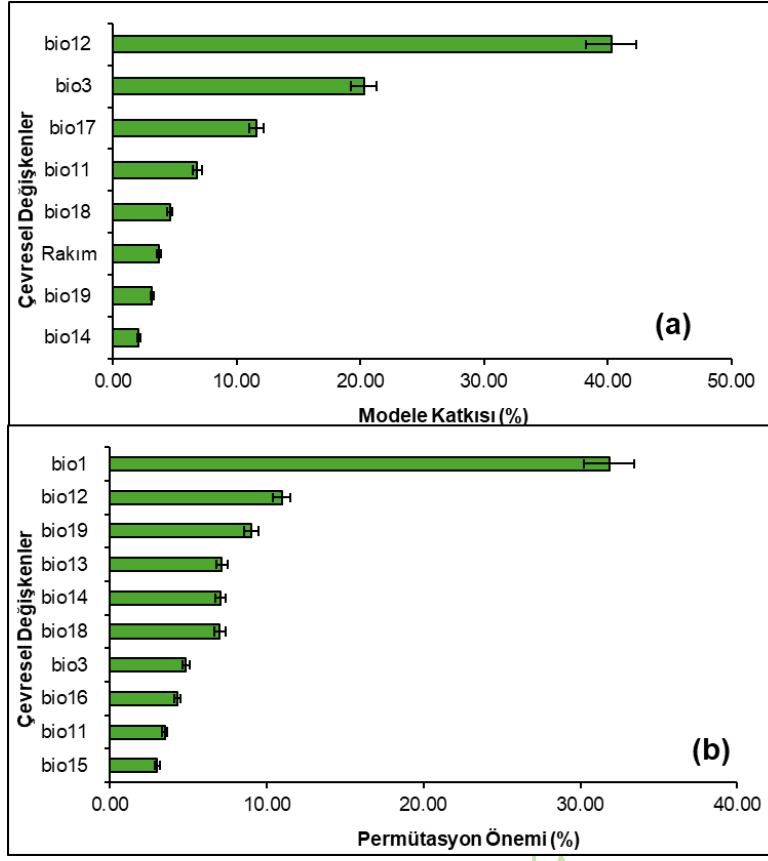 Çevresel Değişkenler
bio12
bio3
bio17
bio11
bio18
Rakım
bio19
bio14
(a)
0.00 10.00 20.00 30.00 40.00 50.00
Modele Katkısı (%)
Çevresel Değişkenler
bio1
bio12
bio19
bio13
bio14
bio18
bio3
bio16
bio11
bio15
(b)
0.00 10.00 20.00 30.00 40.00
Permütasyon Önemi (%)